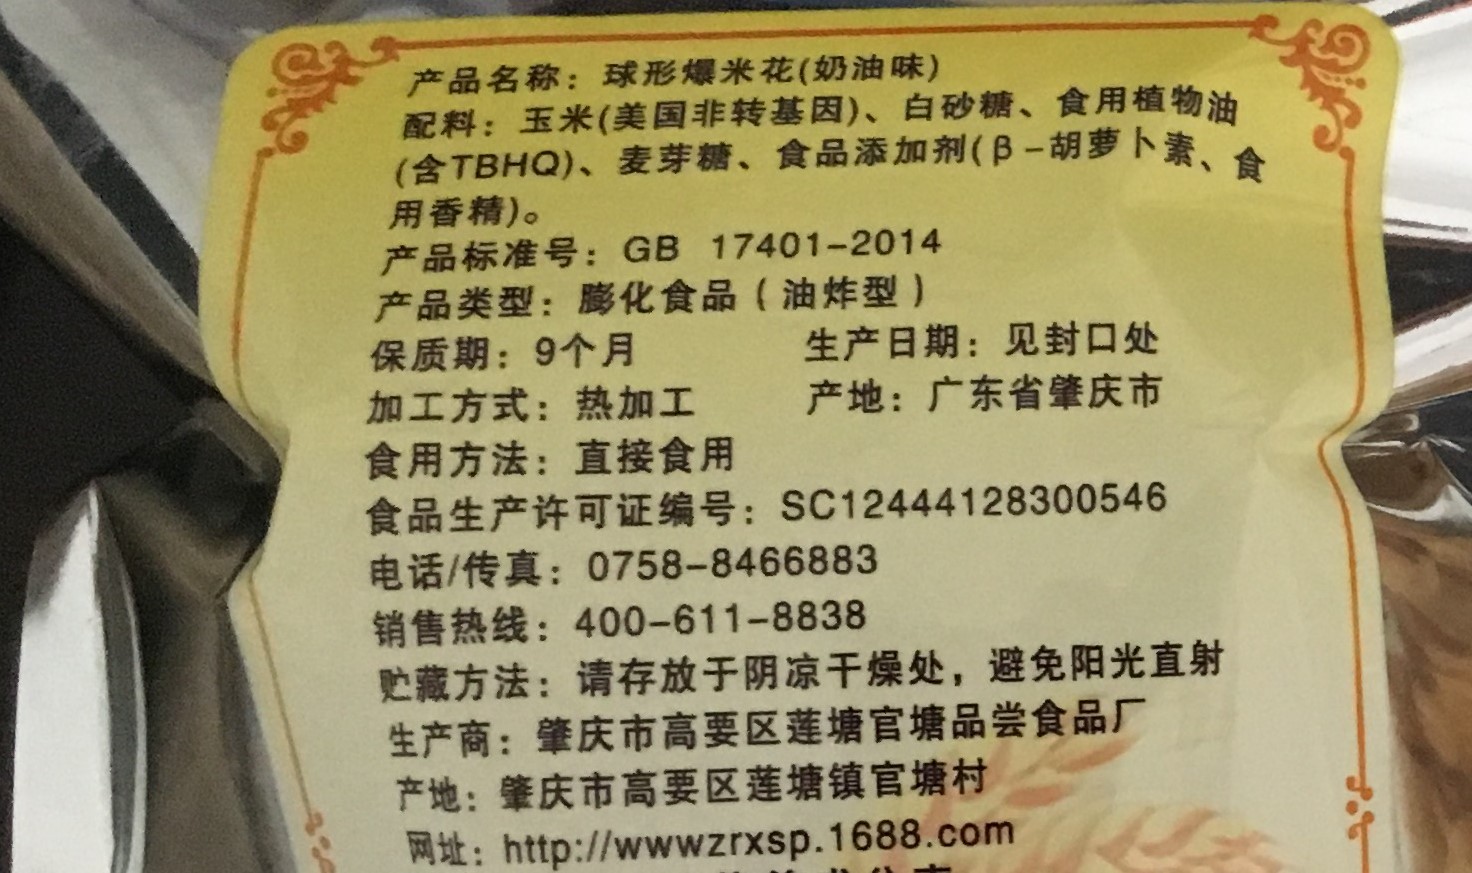 产品名称：球形爆米花(奶油味)
配料：玉米(美国非转基因)、白砂糖、食用植物油
(含TBHQ)、麦芽糖、食品添加剂(β-胡萝卜素、食
用香精)。
产品标准号：GB 17401-2014
产品类型：膨化食品（油炸型）
保质期：9个月 生产日期：见封口处
加工方式：热加工 产地：广东省肇庆市
食用方法：直接食用
食品生产许可证编号：SC12444128300546
电话/传真：0758-8466883
销售热线：400-611-8838
贮藏方法：请存放于阴凉干燥处，避免阳光直射
生产商：肇庆市高要区莲塘官塘品尝食品厂
产地：肇庆市高要区莲塘镇官塘村
网址：http://www.zrxsp.1688.com